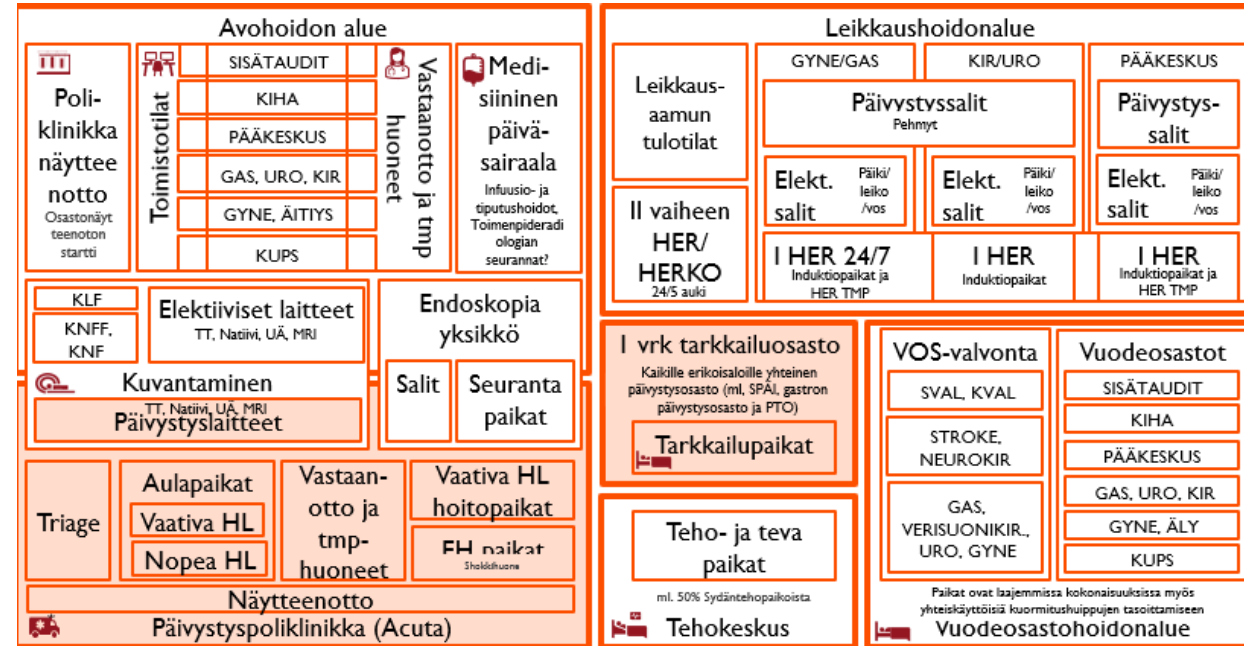 Avohoidon alue
Poli-
klinikka
näyttee
notto
Osastonäyt
teenoton
startti
Toimistotilat
SISÄTAUDIT
KIHA
PÄÄKESKUS
GAS, URO, KIR
GYNE, ÄITIYS
KUPS
Vastaanotto ja tmp
huoneet
Medi-
siininen
päivä-
sairaala
Infuusio- ja
tiputushoidot,
Toimenpideradi
ologian
seurannat?
KLF
KNFF,
KNF
Elektiiviset laitteet
TT, Natiivi, UÄ, MRI
Kuvantaminen
TT, Natiivi, UÄ, MRI
Päivystyslaitteet
Endoskopia
yksikkö
Salit
Seuranta
paikat
Triage
Aulapaikat
Vaativa HL
Nopea HL
Vastaan-
otto ja
tmp-
huoneet
Vaativa HL
hoitopaikat
EH paikat
Shokkihuone
Näytteenotto
Päivystyspoliklinikka (Acuta)
Leikkaushoidonalue
Leikkaus-
aamun
tulotilat
II vaiheen
HER/
HERKO
24/5 auki
GYNE/GAS
KIR/URO
PÄÄKESKUS
Päivystyssalit
Pehmyt
Päivystys-
salit
Elekt.
salit
Päiki/
leiko
/vos
Elekt.
salit
Päiki/
leiko
/vos
Elekt.
salit
Päiki/
leiko
/vos
I HER 24/7
Induktiopaikat ja
HER TMP
I HER
Induktiopaikat
I HER
Induktiopaikat ja
HER TMP
I vrk tarkkailuosasto
Kaikille erikoisaloille yhteinen
päivystysosasto (ml, SPÄI, gastron
päivystysosasto ja PTO)
Tarkkailupaikat
Teho- ja teva
paikat
ml. 50% Sydäntehopaikoista
Tehokeskus
VOS-valvonta
SVAL, KVAL
STROKE,
NEUROKIR
GAS,
VERISUONIKIR.,
URO, GYNE
Vuodeosastot
SISÄTAUDIT
KIHA
PÄÄKESKUS
GAS, URO, KIR
GYNE, ÄLY
KUPS
Paikat ovat laajemmissa kokonaisuuksissa myös
yhteiskäyttöisiä kuormitushuippujen tasoittamiseen
Vuodeosastohoidonalue